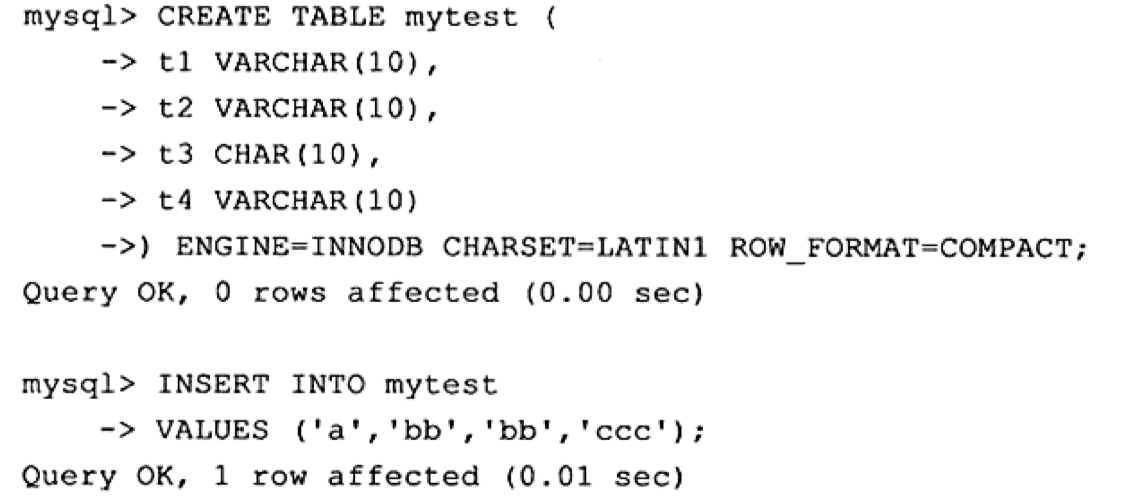 mysql> CREATE TABLE mytest (
-> t1 VARCHAR(10),
-> t2 VARCHAR(10),
-> t3 CHAR(10),
-> t4 VARCHAR(10)
->) ENGINE=INNODB CHARSET=LATIN1 ROW_FORMAT=COMPACT;
Query OK, 0 rows affected (0.00 sec)
mysql> INSERT INTO mytest
-> VALUES ('a','bb','bb','ccc');
Query OK, 1 row affected (0.01 sec)